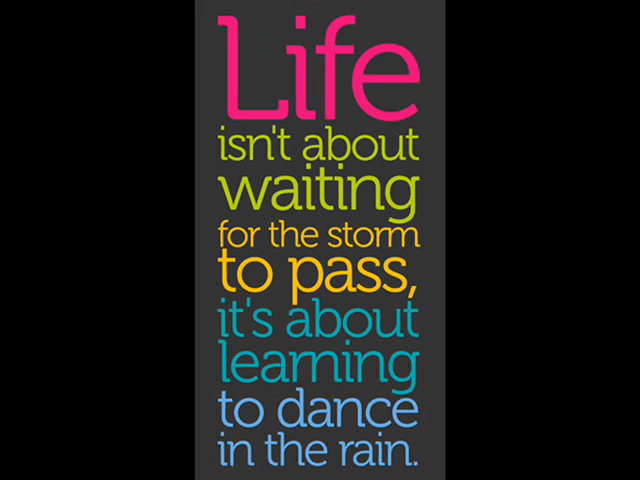 Life
isn't about
waiting
for the storm
to pass,
it's about
learning
to dance
in the rain.